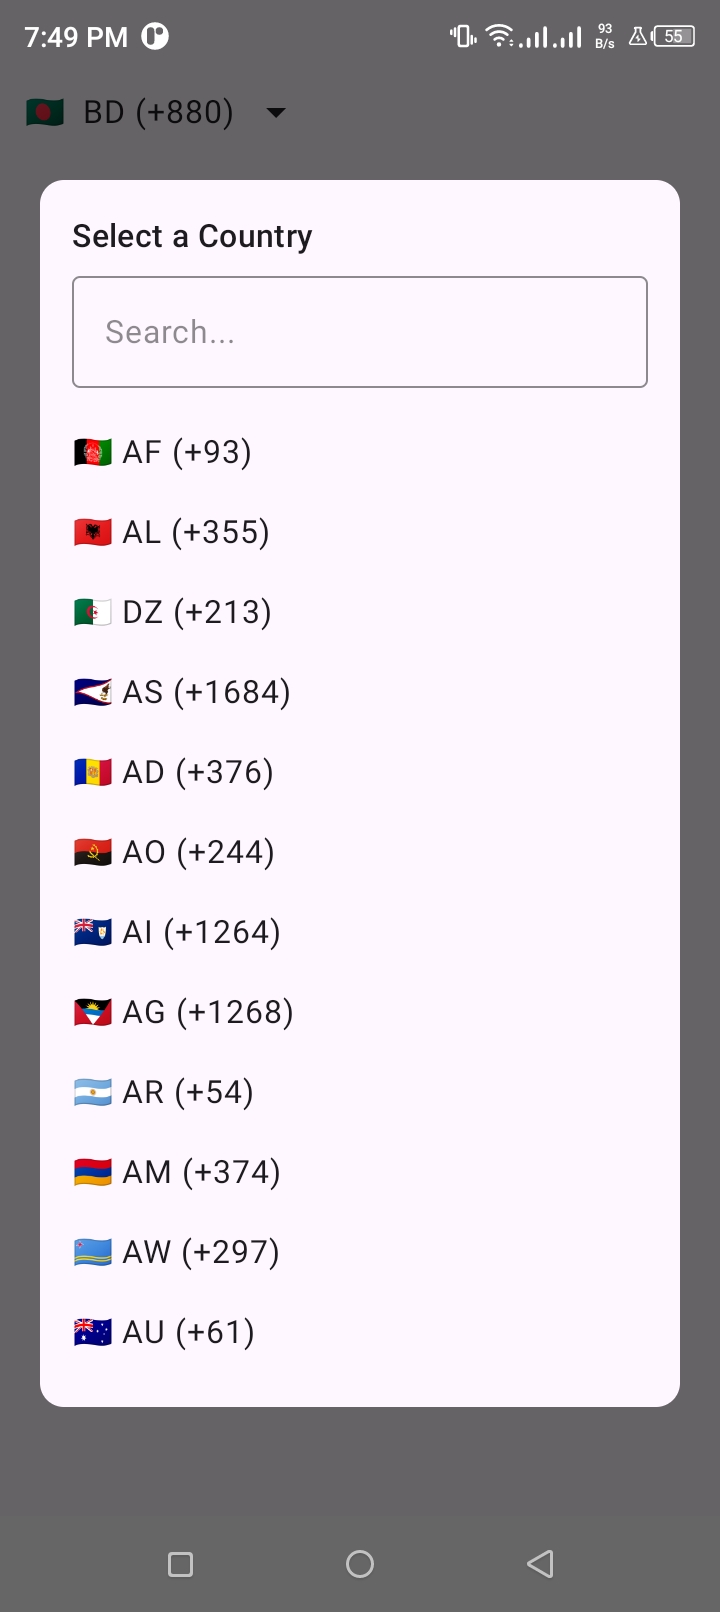 7:49 PM
93
B/s
55
BD (+880)
Select a Country
Search...
AF (+93)
AL (+355)
DZ (+213)
AS (+1684)
AD (+376)
AO (+244)
AI (+1264)
AG (+1268)
AR (+54)
AM (+374)
AW (+297)
AU (+61)